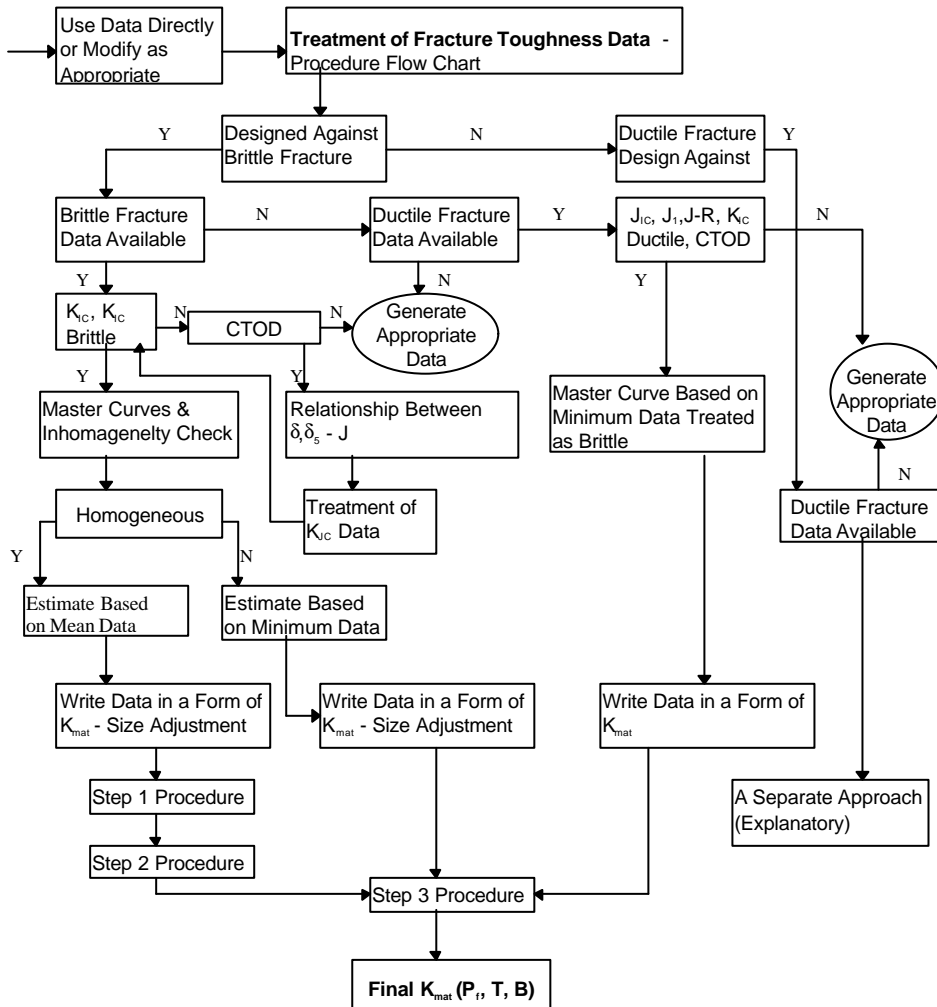 Use Data Directly
or Modify as
Appropriate
Treatment of Fracture Toughness Data -
Procedure Flow Chart
Y
Designed Against
Brittle Fracture
N
Ductile Fracture
Design Against
Y
Brittle Fracture
Data Available
N
Ductile Fracture
Data Available
Y
JIC, J1,J-R, KIC
Ductile, CTOD
N
Y
N
Y
KIC, KIC
Brittle
N
CTOD
N
Generate
Appropriate
Data
Generate
Appropriate
Data
Y
Y
Master Curves &
Inhomagenelty Check
Relationship Between
δ,δ5 - J
Master Curve Based on
Minimum Data Treated
as Brittle
N
Homogeneous
Treatment of
KJC Data
Ductile Fracture
Data Available
Y
N
Estimate Based
on Mean Data
Estimate Based
on Minimum Data
Write Data in a Form of
Kmat - Size Adjustment
Write Data in a Form of
Kmat - Size Adjustment
Write Data in a Form of
Kmat
Step 1 Procedure
A Separate Approach
(Explanatory)
Step 2 Procedure
Step 3 Procedure
Final Kmat (Pf, T, B)